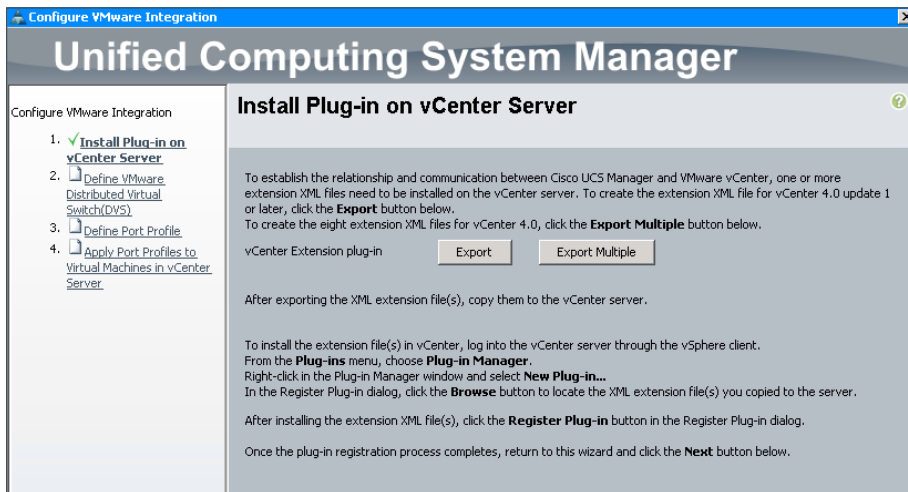 Configure VMware Integration
Unified Computing System Manager
Configure VMware Integration
1. Install Plug-in on
vCenter Server
2. Define VMware
Distributed Virtual
Switch(DVS)
3. Define Port Profile
4. Apply Port Profiles to
Virtual Machines in vCenter
Server
Install Plug-in on vCenter Server
To establish the relationship and communication between Cisco UCS Manager and VMware vCenter, one or more
extension XML files need to be installed on the vCenter server. To create the extension XML file for vCenter 4.0 update 1
or later, click the Export button below.
To create the eight extension XML files for vCenter 4.0, click the Export Multiple button below.
vCenter Extension plug-in Export Export Multiple
After exporting the XML extension file(s), copy them to the vCenter server.
To install the extension file(s) in vCenter, log into the vCenter server through the vSphere client.
From the Plug-ins menu, choose Plug-in Manager.
Right-click in the Plug-in Manager window and select New Plug-in...
In the Register Plug-in dialog, click the Browse button to locate the XML extension file(s) you copied to the server.
After installing the extension XML file(s), click the Register Plug-in button in the Register Plug-in dialog.
Once the plug-in registration process completes, return to this wizard and click the Next button below.